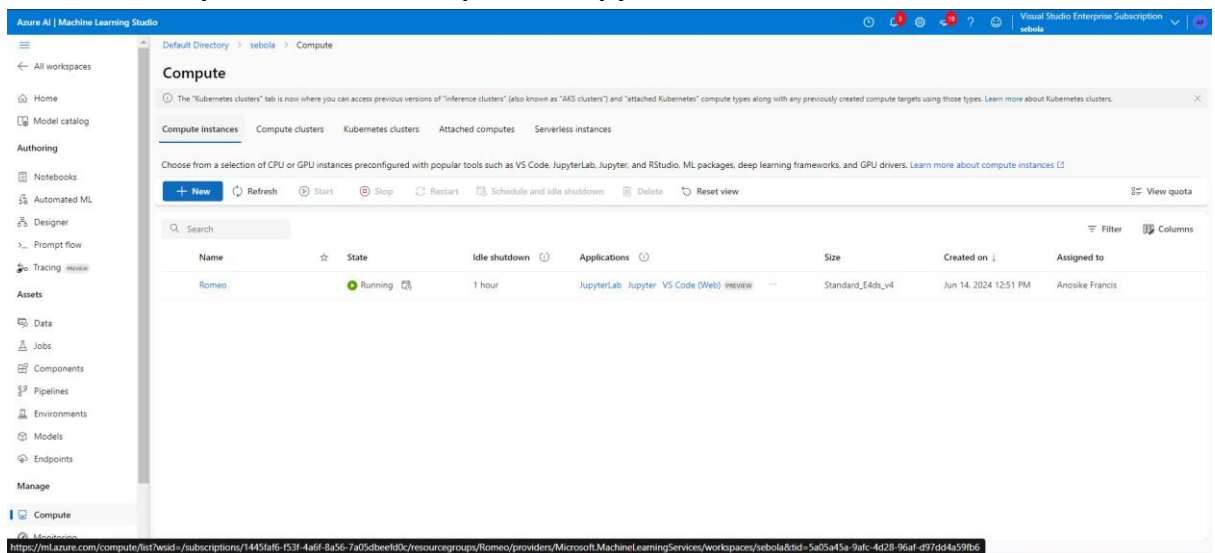 Azure AI | Machine Learning Studio
Visual Studio Enterprise Subscription
sebola
All workspaces
Home
Model catalog
Authoring
Notebooks
Automated ML
Designer
Prompt flow
Tracing PREVIEW
Assets
Data
Jobs
Components
Pipelines
Environments
Models
Endpoints
Manage
Compute
Monitoring
Default Directory > sebola > Compute
Compute
The "Kubernetes clusters" tab is now where you can access previous versions of "inference clusters" (also known as "AKS clusters") and "attached Kubernetes" compute types along with any previously created compute targets using those types. Learn more about Kubernetes clusters.
Compute instances Compute clusters Kubernetes clusters Attached computes Serverless instances
Choose from a selection of CPU or GPU instances preconfigured with popular tools such as VS Code, JupyterLab, Jupyter, and RStudio, ML packages, deep learning frameworks, and GPU drivers. Learn more about compute instances
New Refresh Start Stop Restart Schedule and idle shutdown Delete Reset view View quota
Search Filter Columns
Name State Idle shutdown Applications Size Created on ↓ Assigned to
Romeo Running 1 hour JupyterLab Jupyter VS Code (Web) PREVIEW ... Standard_E4ds_v4 Jun 14, 2024 12:51 PM Anosike Francis
https://ml.azure.com/compute/list?wsid=/subscriptions/1445faf6-f53f-4a6f-8a56-7a05dbeefd0c/resourcegroups/Romeo/providers/Microsoft.MachineLearningServices/workspaces/sebola&tid=5a05a45a-9afc-4d28-96af-d97dd4a59fb6